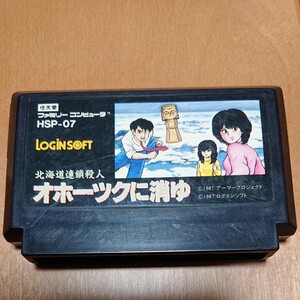 任天堂
ファミリーコンピュータ™
HSP-07
LOGINSOFT
北海道連鎖殺人
オホーツクに消ゆ
©1987 アーマープロジェクト
©1987 ログインソフト